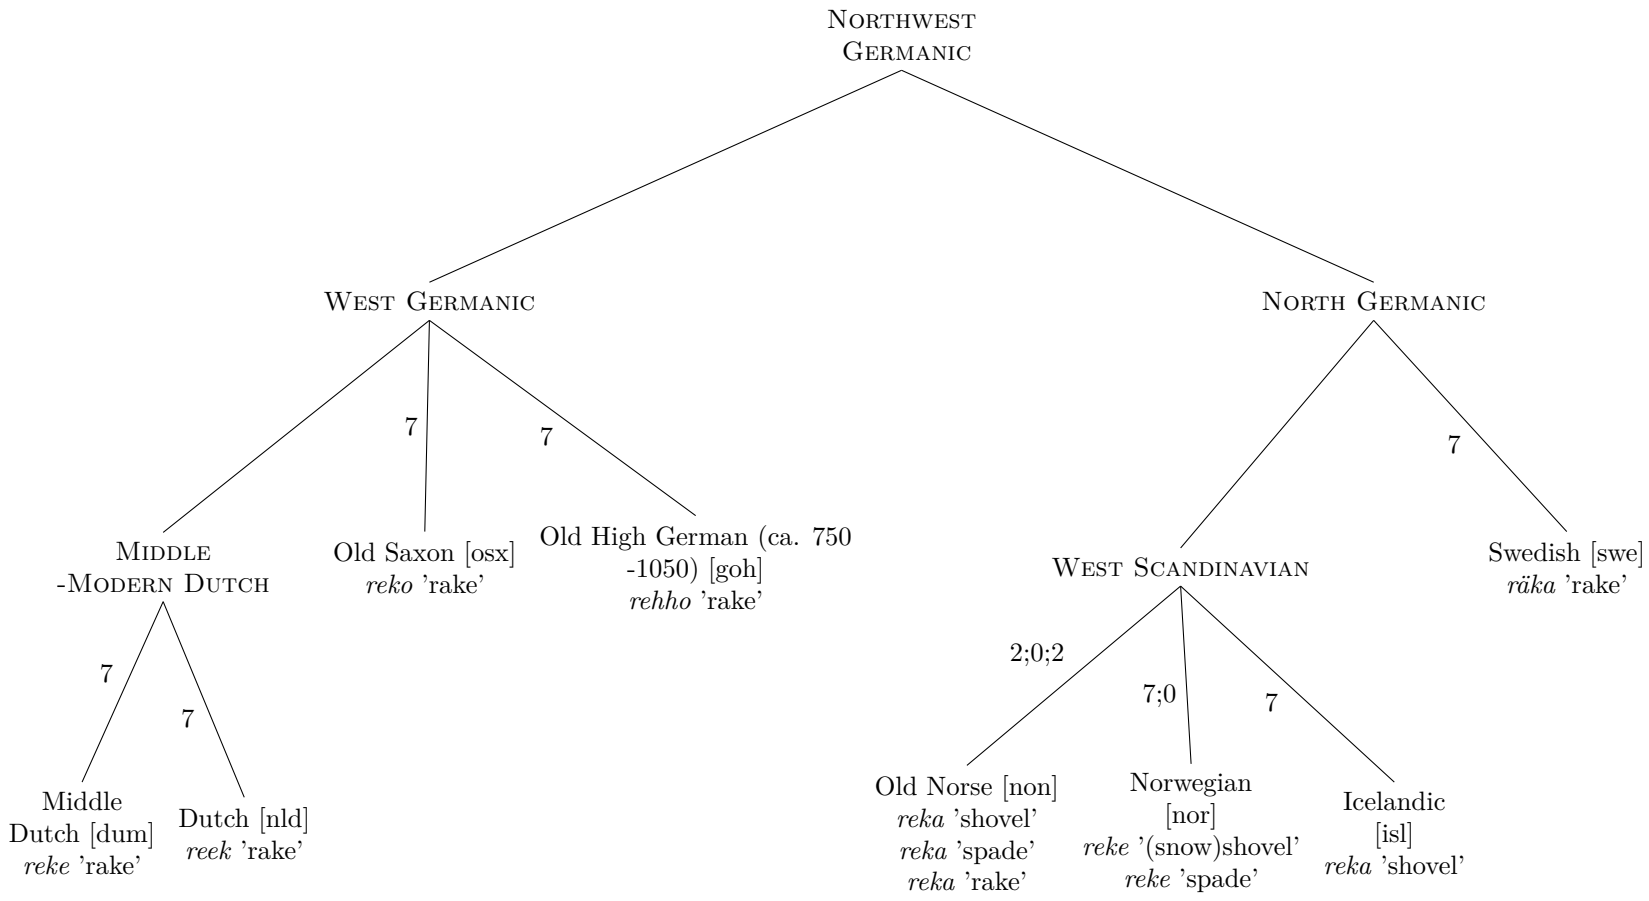 NORTHWEST
GERMANIC
WEST GERMANIC
NORTH GERMANIC
7
7
7
MIDDLE
-MODERN DUTCH
Old Saxon [osx]
reko 'rake'
Old High German (ca. 750
-1050) [goh]
rehho 'rake'
WEST SCANDINAVIAN
Swedish [swe]
räka 'rake'
7
7
2;0;2
7;0
7
Middle
Dutch [dum]
reke 'rake'
Dutch [nld]
reek 'rake'
Old Norse [non]
reka 'shovel'
reka 'spade'
reka 'rake'
Norwegian
[nor]
reke '(snow)shovel'
reke 'spade'
Icelandic
[isl]
reka 'shovel'